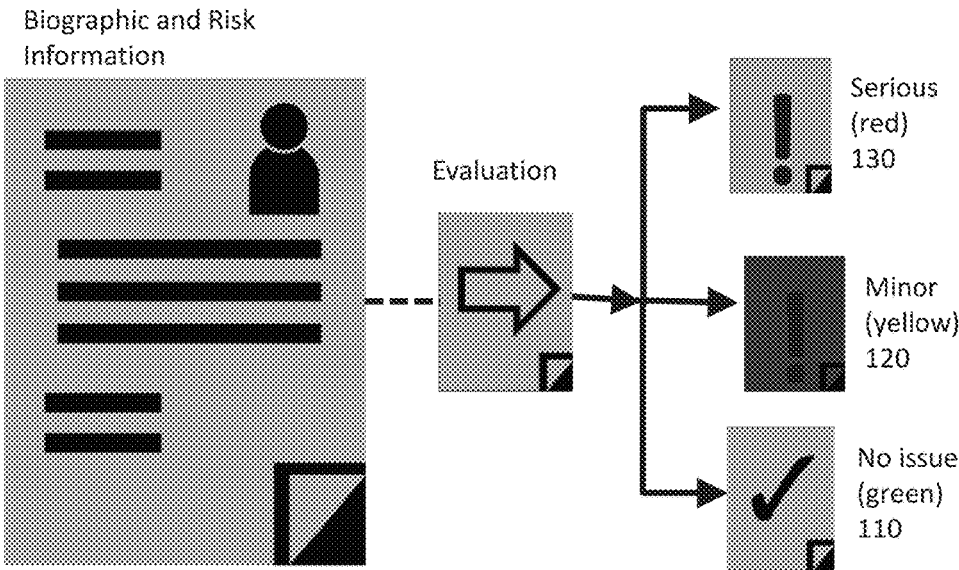 Biographic and Risk
Information
Evaluation
Serious
(red)
130
Minor
(yellow)
120
No issue
(green)
110